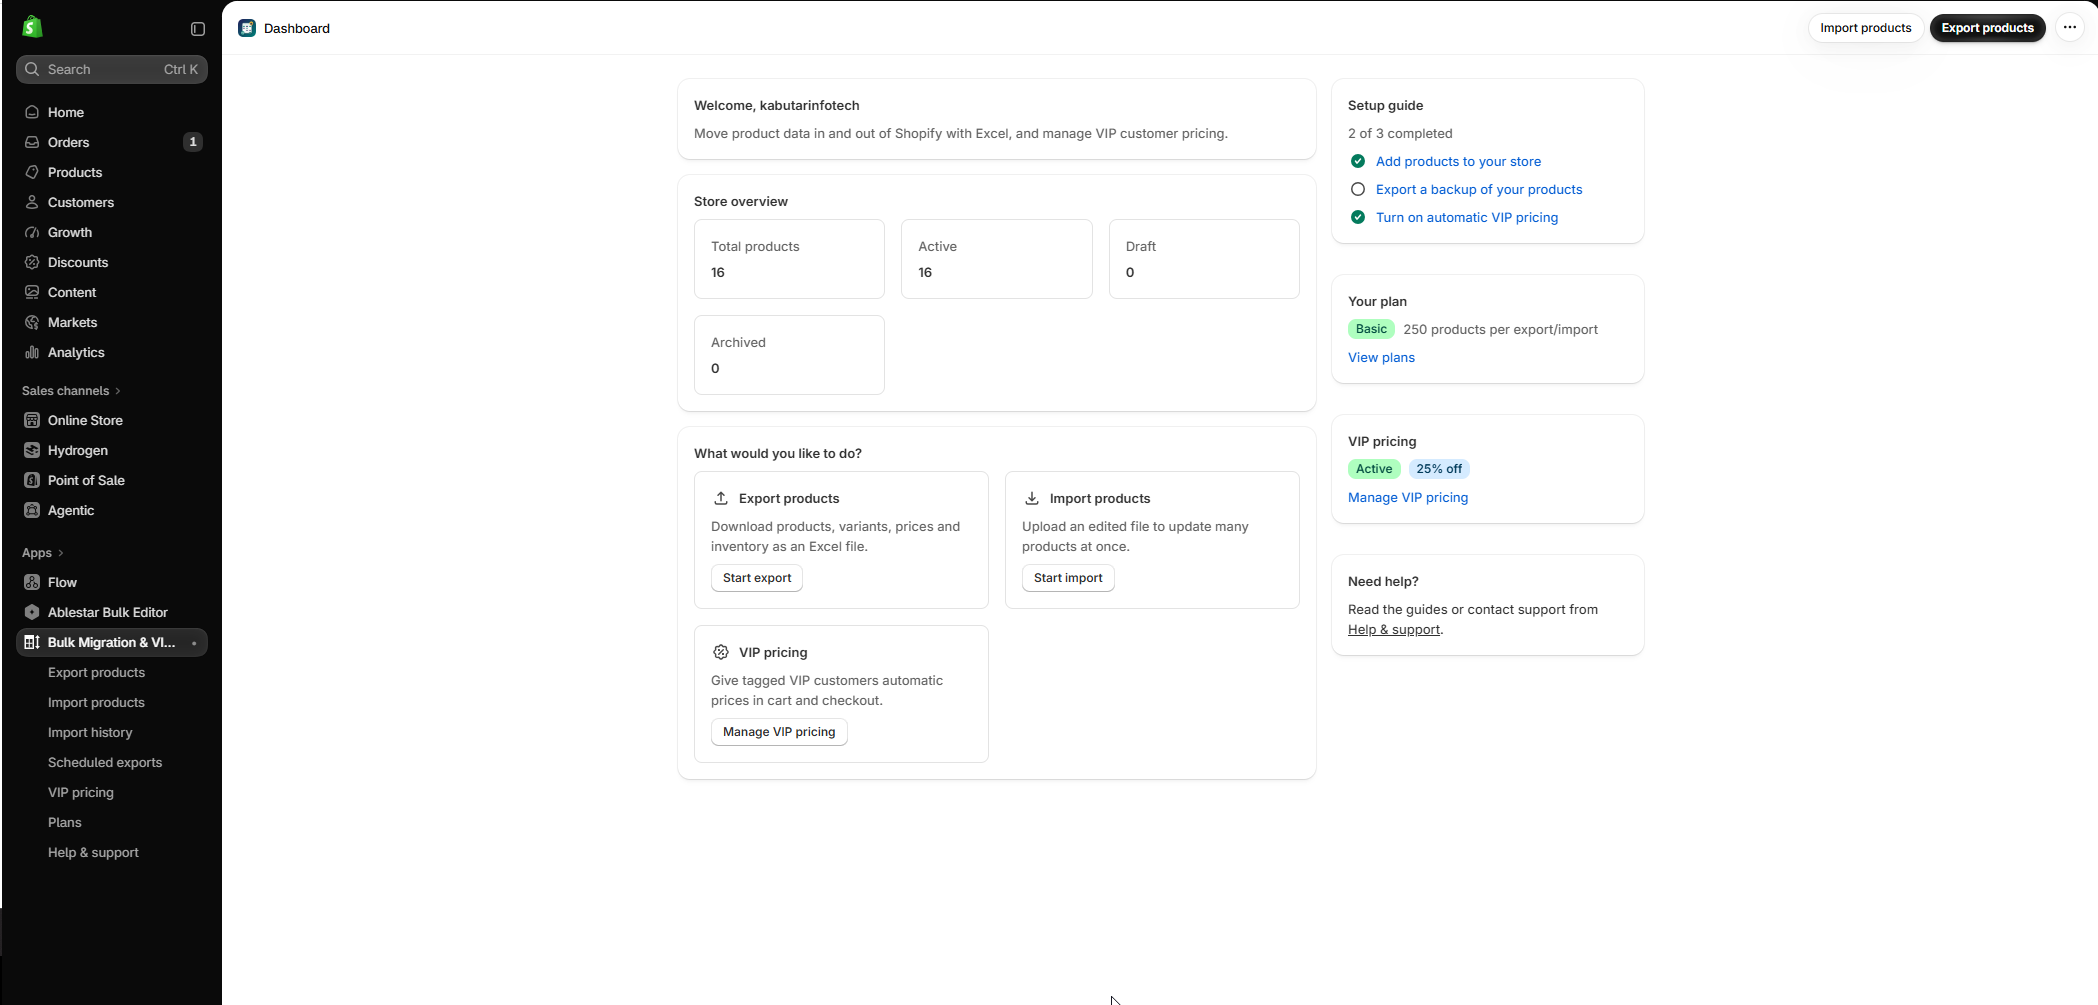 Search Ctrl K
Home
Orders 1
Products
Customers
Growth
Discounts
Content
Markets
Analytics
Sales channels
Online Store
Hydrogen
Point of Sale
Agentic
Apps
Flow
Ablestar Bulk Editor
Bulk Migration & VI...
Export products
Import products
Import history
Scheduled exports
VIP pricing
Plans
Help & support
Dashboard
Import products
Export products
Welcome, kabutarinfotech
Move product data in and out of Shopify with Excel, and manage VIP customer pricing.
Store overview
Total products
16
Active
16
Draft
0
Archived
0
What would you like to do?
Export products
Download products, variants, prices and
inventory as an Excel file.
Start export
Import products
Upload an edited file to update many
products at once.
Start import
VIP pricing
Give tagged VIP customers automatic
prices in cart and checkout.
Manage VIP pricing
Setup guide
2 of 3 completed
Add products to your store
Export a backup of your products
Turn on automatic VIP pricing
Your plan
Basic 250 products per export/import
View plans
VIP pricing
Active 25% off
Manage VIP pricing
Need help?
Read the guides or contact support from
Help & support.